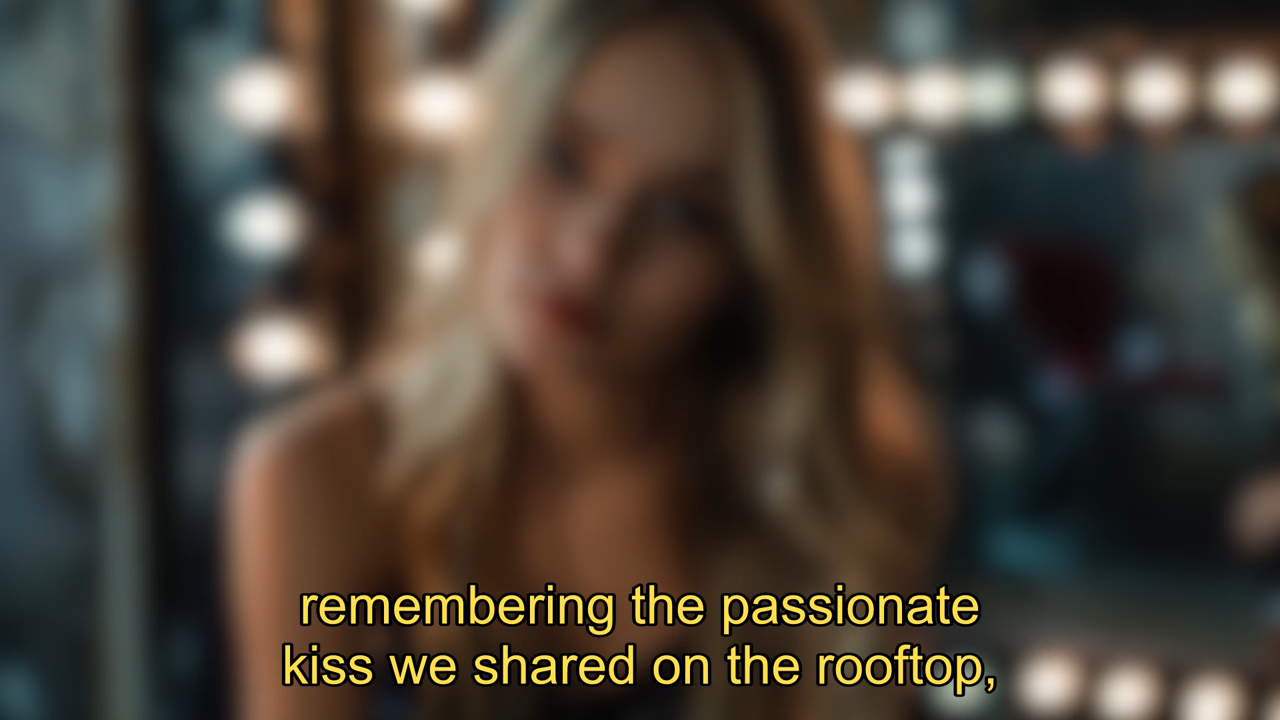 remembering the passionate
kiss we shared on the rooftop,